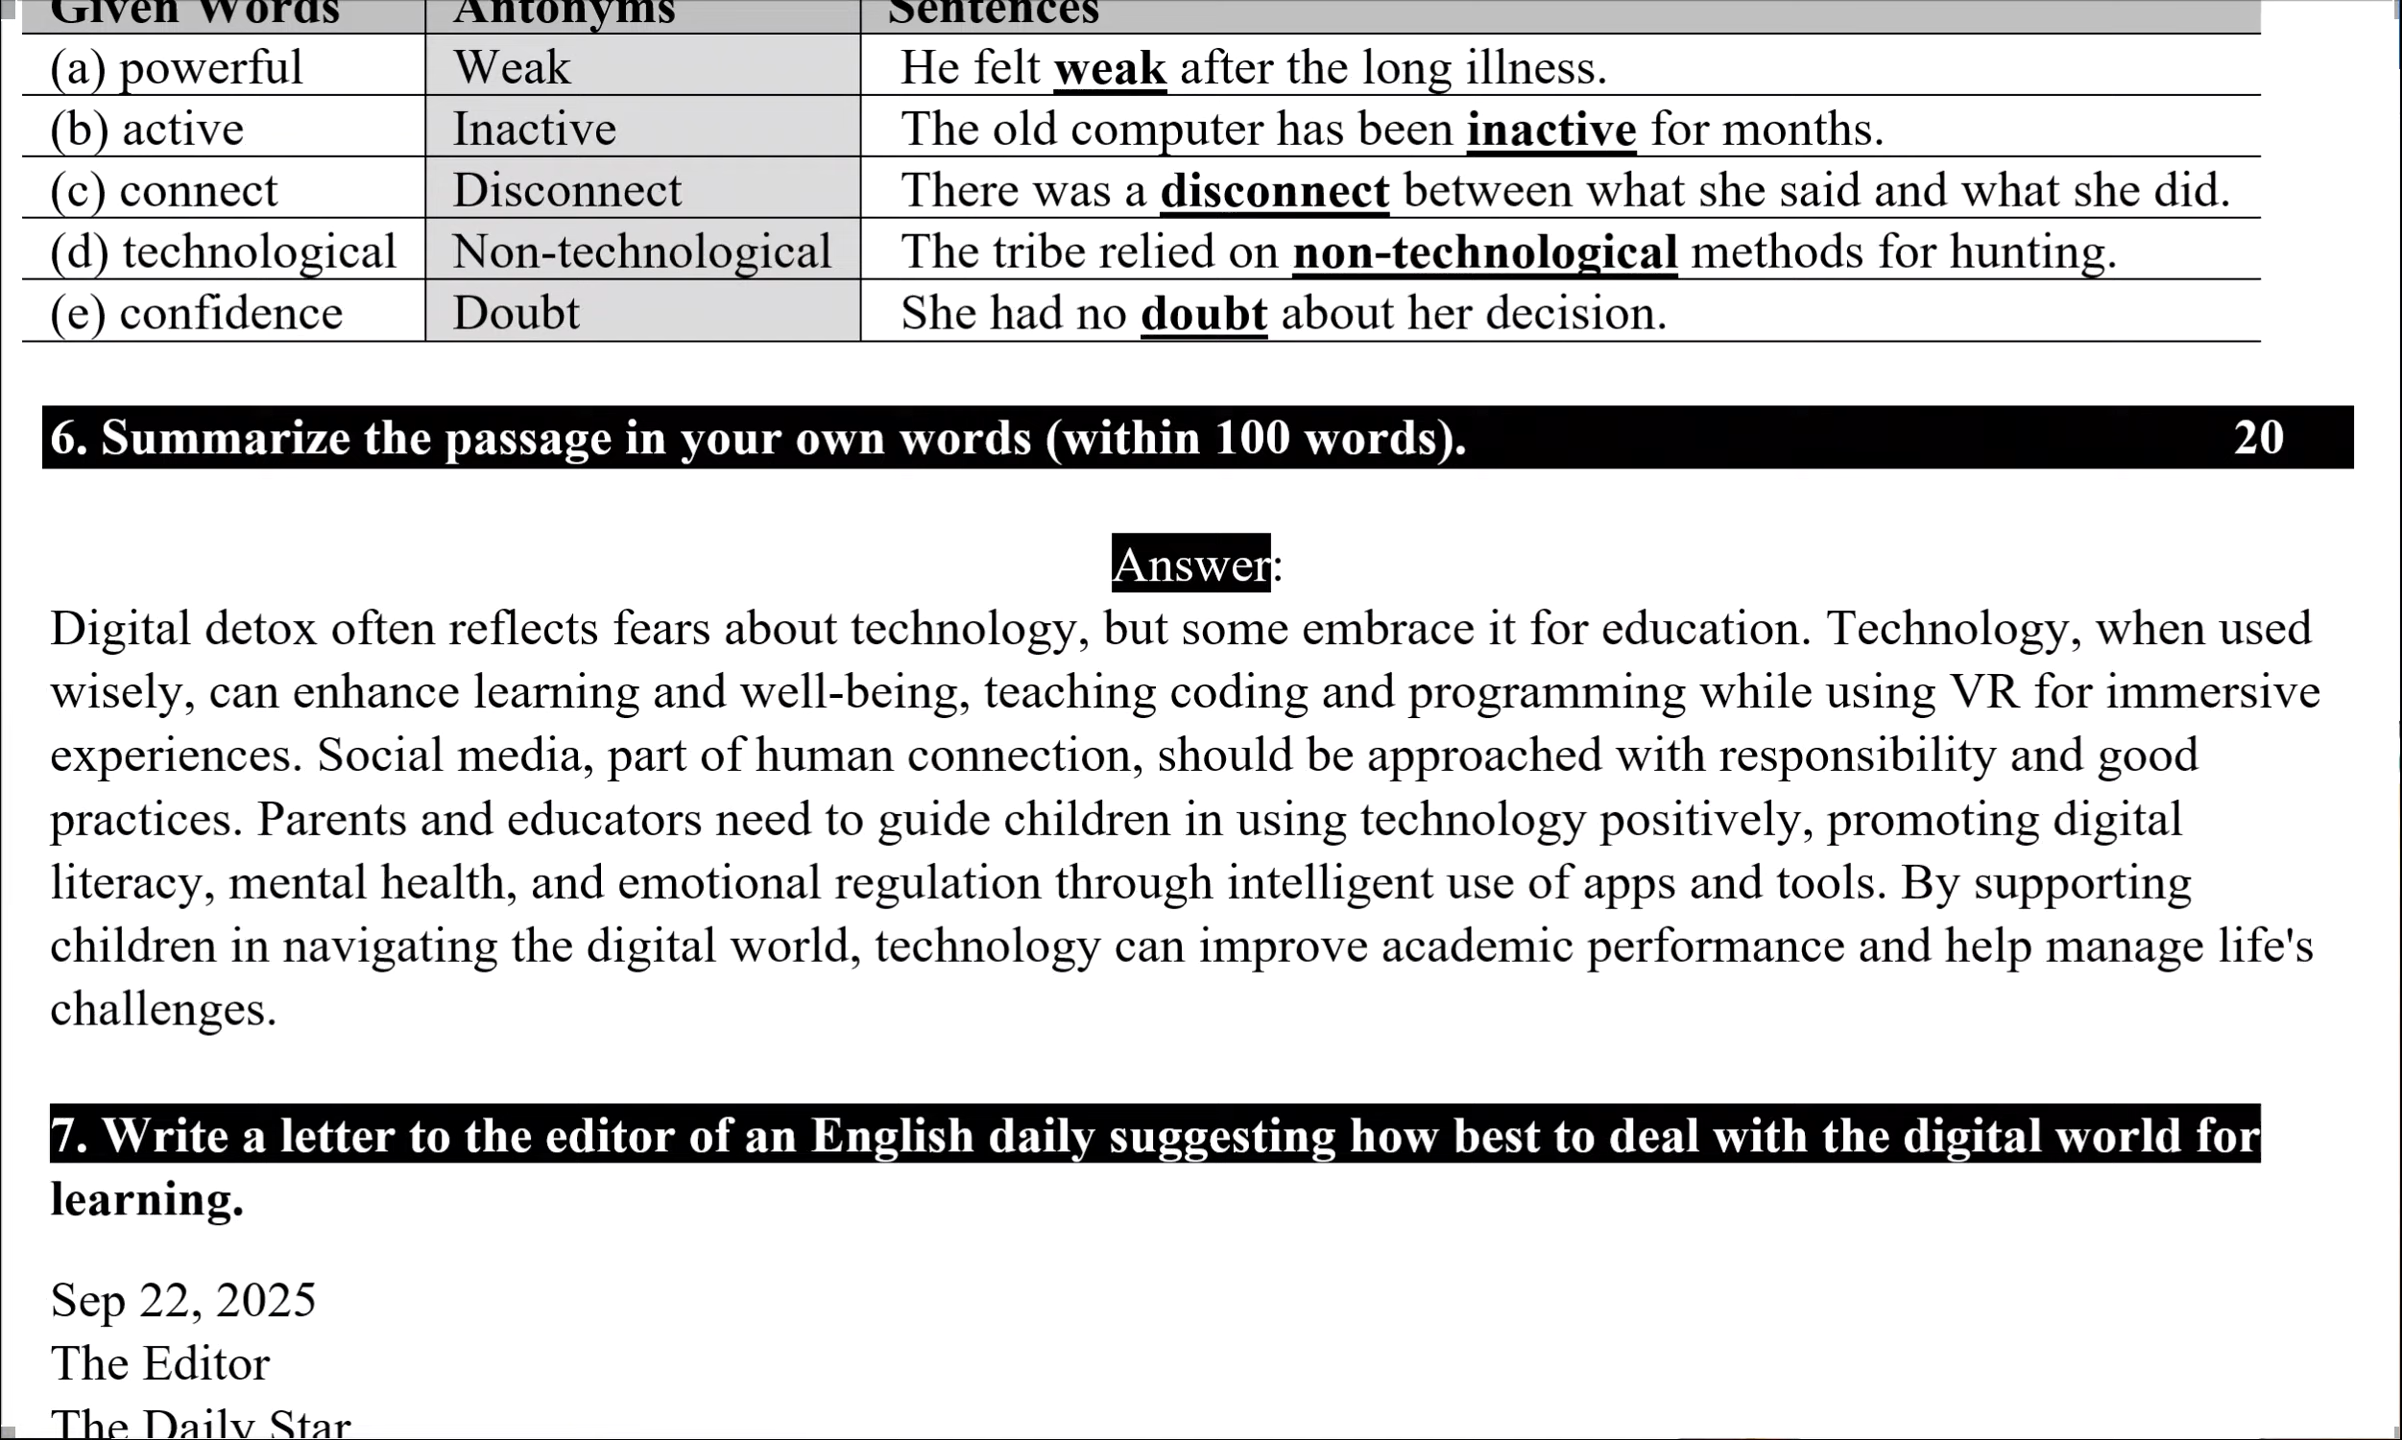 Given Words Antonyms Sentences
(a) powerful Weak He felt weak after the long illness.
(b) active Inactive The old computer has been inactive for months.
(c) connect Disconnect There was a disconnect between what she said and what she did.
(d) technological Non-technological The tribe relied on non-technological methods for hunting.
(e) confidence Doubt She had no doubt about her decision.
6. Summarize the passage in your own words (within 100 words). 20
Answer:
Digital detox often reflects fears about technology, but some embrace it for education. Technology, when used
wisely, can enhance learning and well-being, teaching coding and programming while using VR for immersive
experiences. Social media, part of human connection, should be approached with responsibility and good
practices. Parents and educators need to guide children in using technology positively, promoting digital
literacy, mental health, and emotional regulation through intelligent use of apps and tools. By supporting
children in navigating the digital world, technology can improve academic performance and help manage life's
challenges.
7. Write a letter to the editor of an English daily suggesting how best to deal with the digital world for
learning.
Sep 22, 2025
The Editor
The Daily Star